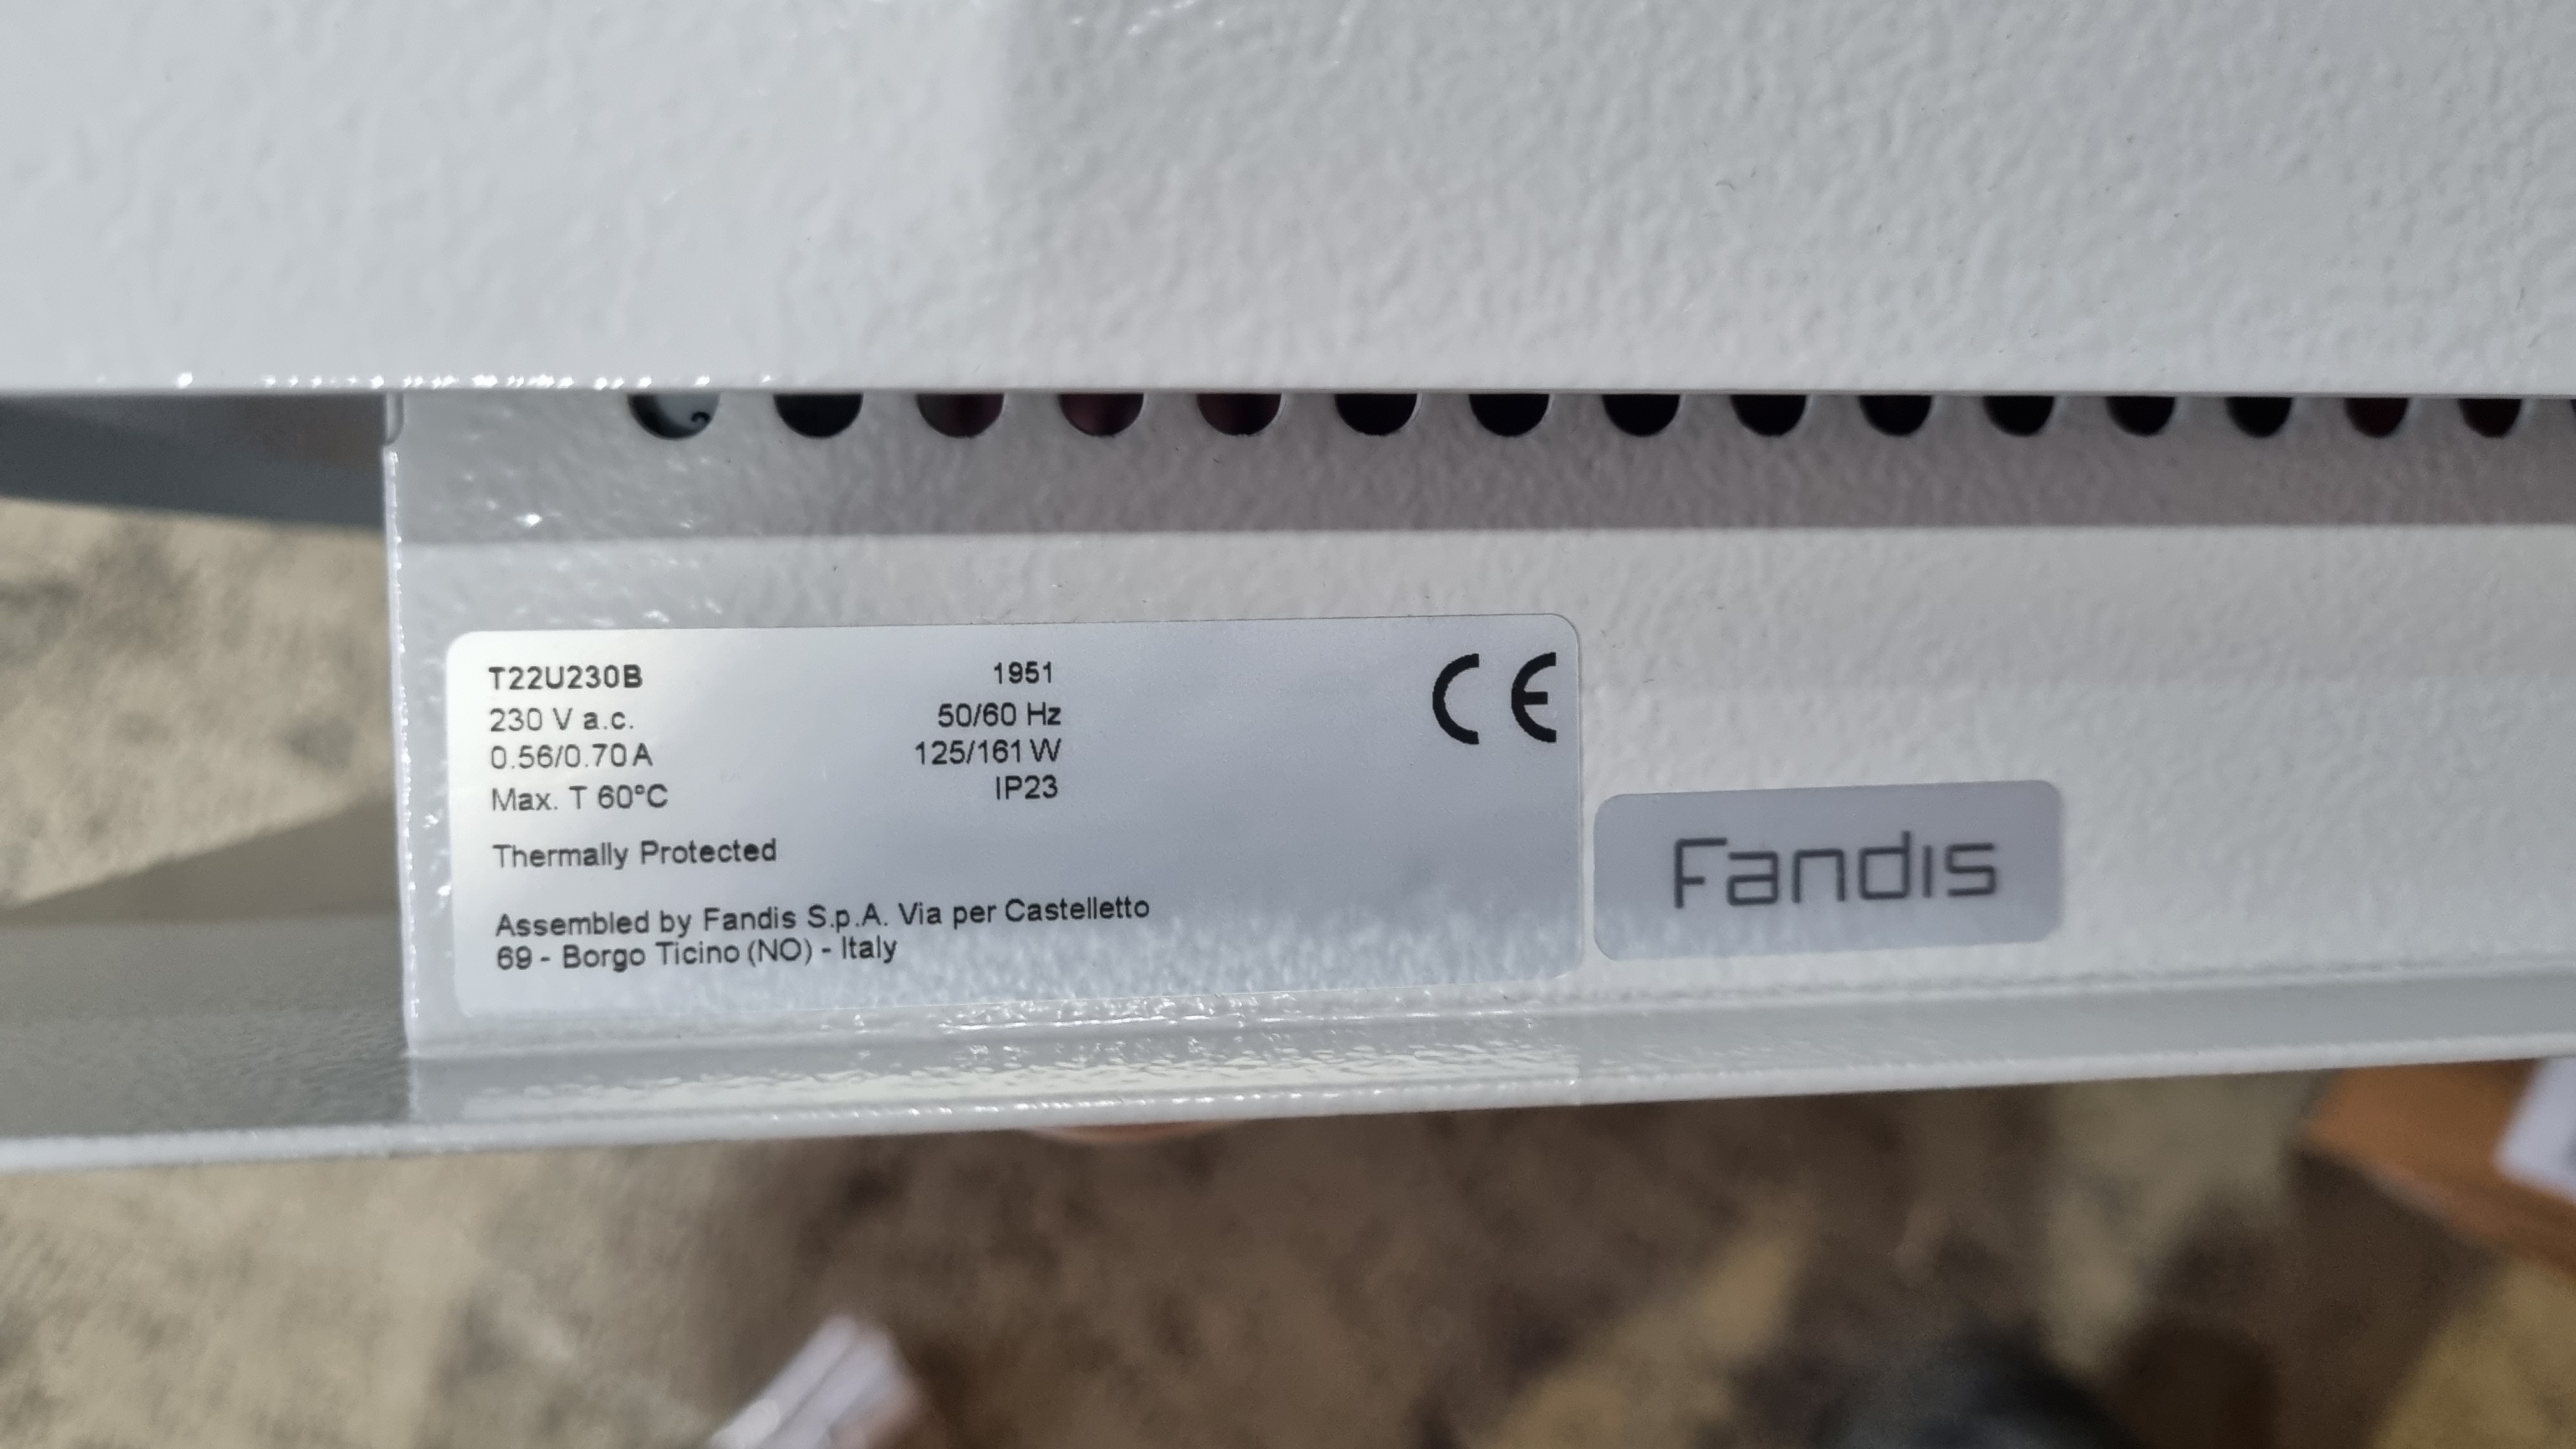 T22U230B 1951
230 V a.c. 50/60 Hz
0.56/0.70 A 125/161 W
Max. T 60°C IP23
Thermally Protected
Assembled by Fandis S.p.A. Via per Castelletto
69 - Borgo Ticino (NO) - Italy
CE
Fandis